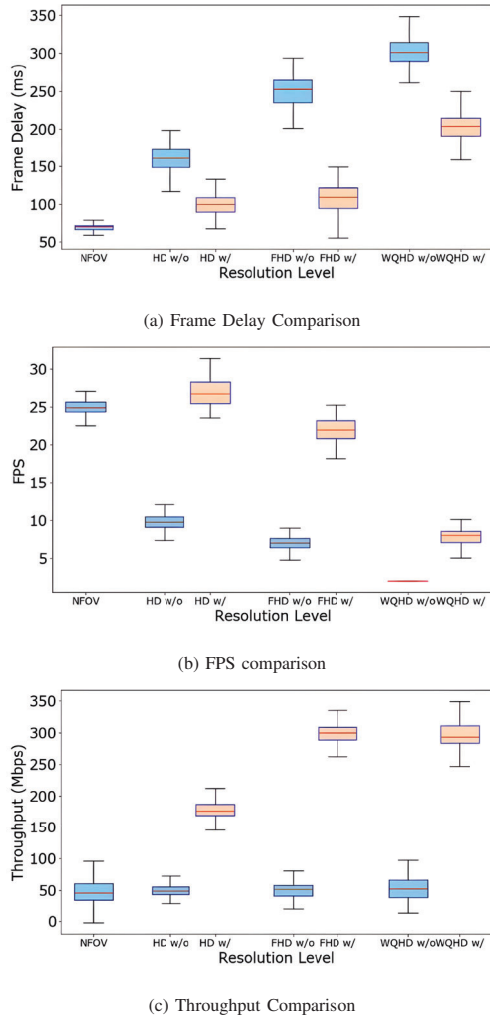 Frame Delay (ms)
350
300
250
200
150
100
50
NFOV
HD w/o
HD w/
FHD w/o
FHD w/
WQHD w/o
WQHD w/
Resolution Level
(a) Frame Delay Comparison
FPS
30
25
20
15
10
5
NFOV
HD w/o
HD w/
FHD w/o
FHD w/
WQHD w/o
WQHD w/
Resolution Level
(b) FPS comparison
Throughput (Mbps)
350
300
250
200
150
100
50
0
NFOV
HD w/o
HD w/
FHD w/o
FHD w/
WQHD w/o
WQHD w/
Resolution Level
(c) Throughput Comparison